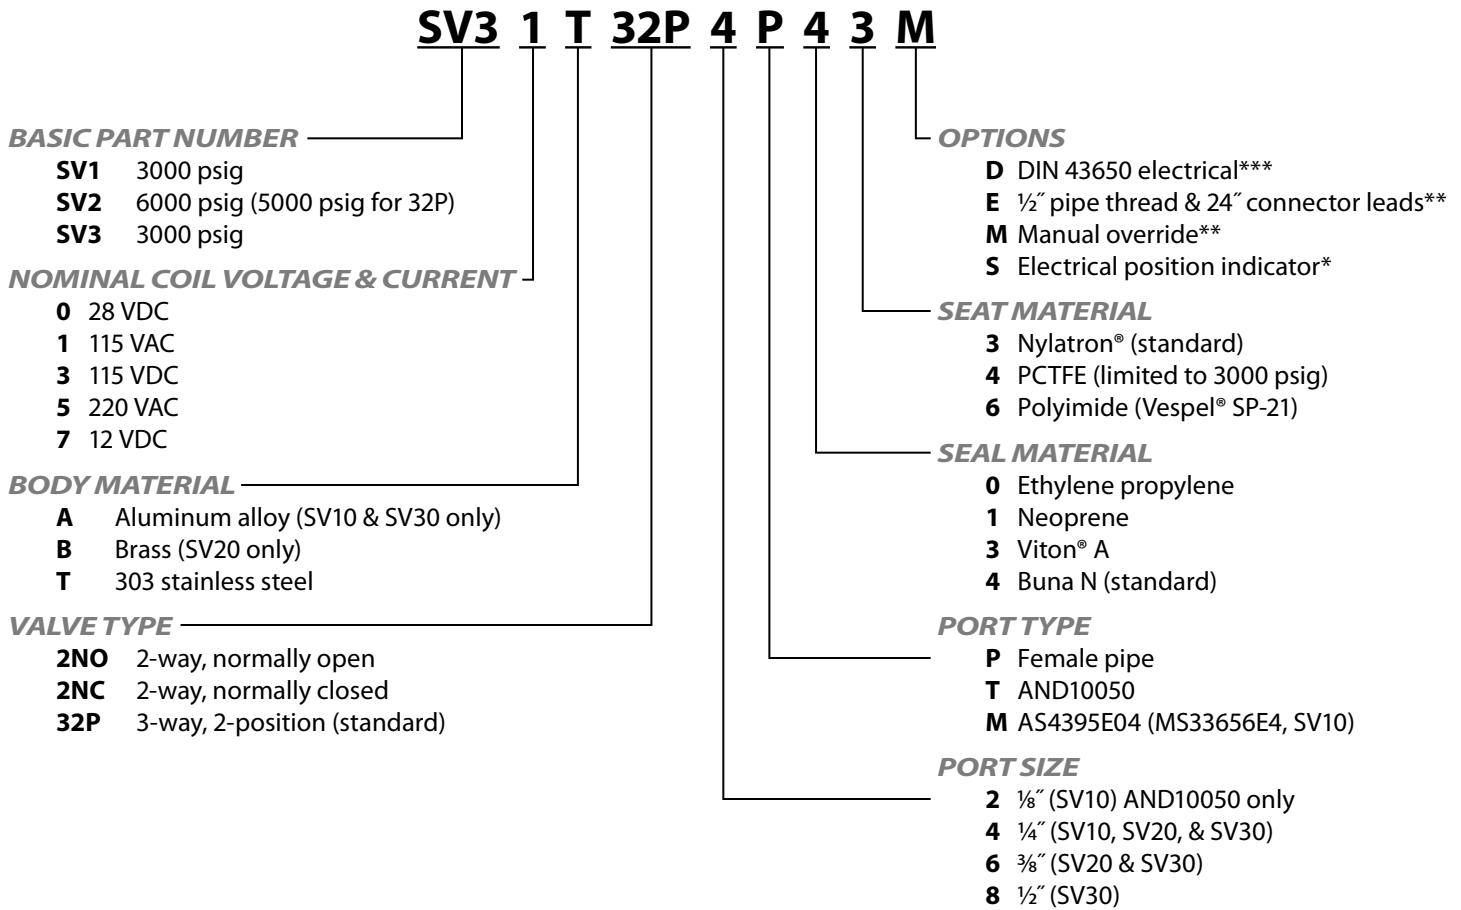 SV3 1 T 32P 4 P 4 3 M
BASIC PART NUMBER
SV1 3000 psig
SV2 6000 psig (5000 psig for 32P)
SV3 3000 psig
NOMINAL COIL VOLTAGE & CURRENT
0 28 VDC
1 115 VAC
3 115 VDC
5 220 VAC
7 12 VDC
BODY MATERIAL
A Aluminum alloy (SV10 & SV30 only)
B Brass (SV20 only)
T 303 stainless steel
VALVE TYPE
2NO 2-way, normally open
2NC 2-way, normally closed
32P 3-way, 2-position (standard)
OPTIONS
D DIN 43650 electrical***
E ½˝ pipe thread & 24˝ connector leads**
M Manual override**
S Electrical position indicator*
SEAT MATERIAL
3 Nylatron® (standard)
4 PCTFE (limited to 3000 psig)
6 Polyimide (Vespel® SP-21)
SEAL MATERIAL
0 Ethylene propylene
1 Neoprene
3 Viton® A
4 Buna N (standard)
PORT TYPE
P Female pipe
T AND10050
M AS4395E04 (MS33656E4, SV10)
PORT SIZE
2 ⅛˝ (SV10) AND10050 only
4 ¼˝ (SV10, SV20, & SV30)
6 ⅜˝ (SV20 & SV30)
8 ½˝ (SV30)